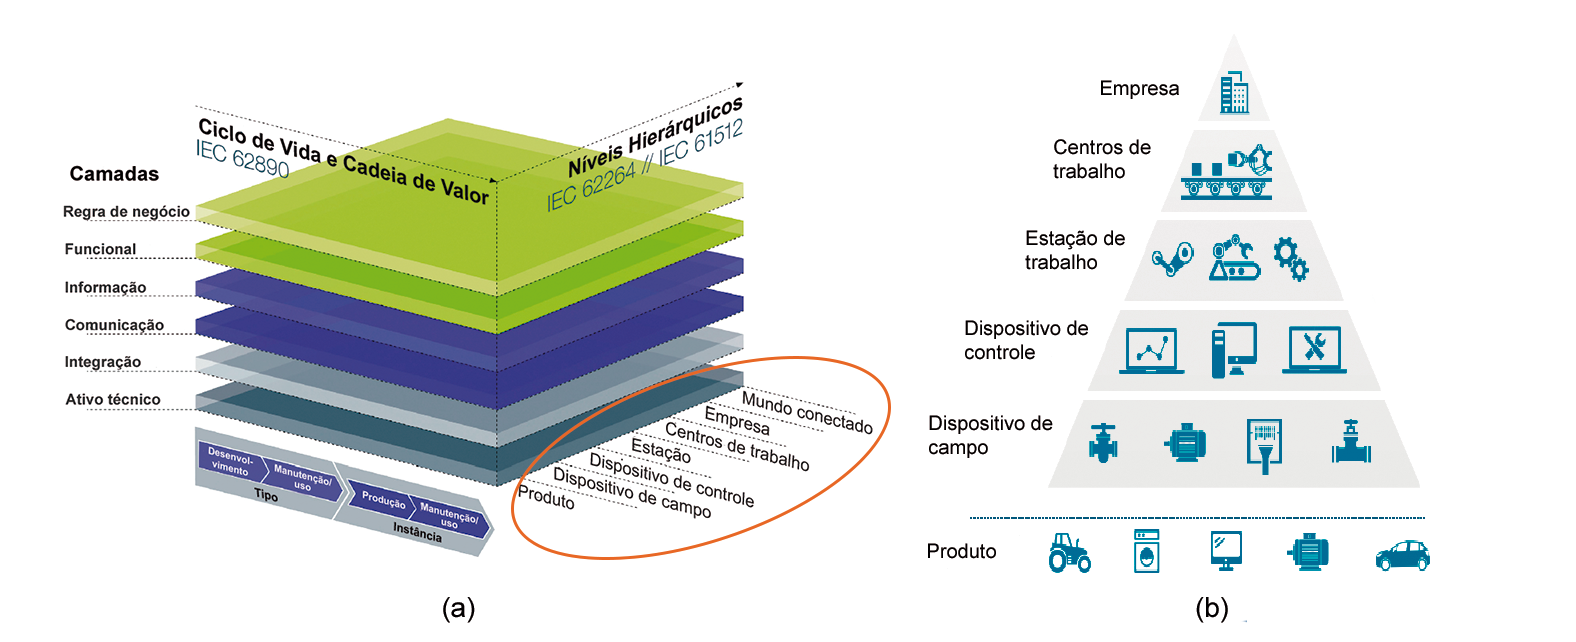 Ciclo de Vida e Cadeia de Valor
IEC 62890
Níveis Hierárquicos
IEC 62264 // IEC 61512
Camadas
Regra de negócio
Funcional
Informação
Comunicação
Integração
Ativo técnico
Desenvol-
vimento
Manutenção/
uso
Tipo
Produção
Manutenção/
uso
Instância
Mundo conectado
Empresa
Centros de trabalho
Estação
Dispositivo de controle
Dispositivo de campo
Produto
(a)
Empresa
Centros de
trabalho
Estação de
trabalho
Dispositivo de
controle
Dispositivo de
campo
Produto
(b)